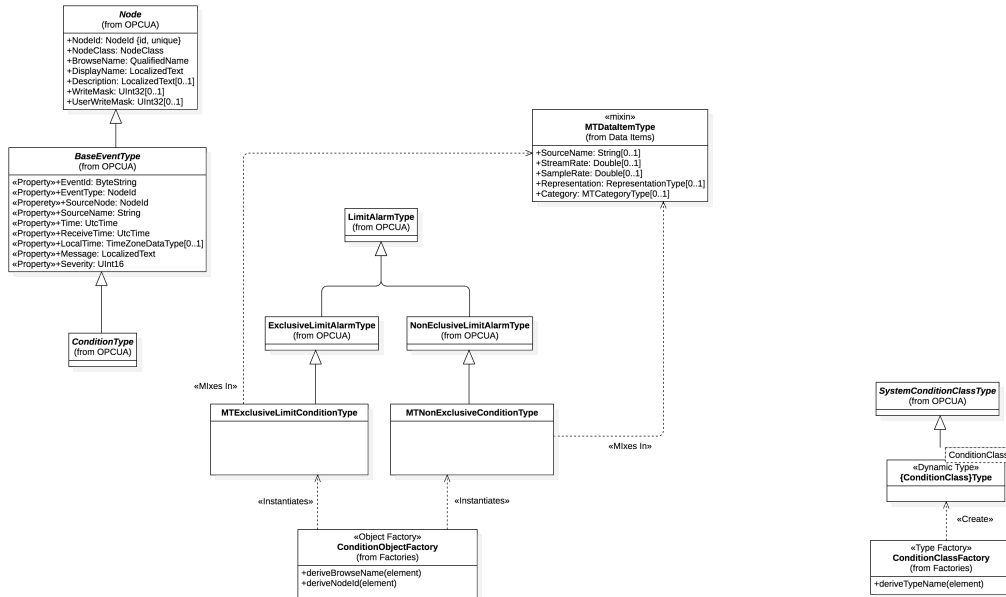 Node
(from OPCUA)
+NodeId: NodeId {id, unique}
+NodeClass: NodeClass
+BrowseName: QualifiedName
+DisplayName: LocalizedText
+Description: LocalizedText[0..1]
+WriteMask: UInt32[0..1]
+UserWriteMask: UInt32[0..1]
BaseEventType
(from OPCUA)
«Property»+EventId: ByteString
«Property»+EventType: NodeId
«Properety»+SourceNode: NodeId
«Property»+SourceName: String
«Property»+Time: UtcTime
«Property»+ReceiveTime: UtcTime
«Property»+LocalTime: TimeZoneDataType[0..1]
«Property»+Message: LocalizedText
«Property»+Severity: UInt16
ConditionType
(from OPCUA)
«mixin»
MTDataItemType
(from Data Items)
+SourceName: String[0..1]
+StreamRate: Double[0..1]
+SampleRate: Double[0..1]
+Representation: RepresentationType[0..1]
+Category: MTCategoryType[0..1]
LimitAlarmType
(from OPCUA)
ExclusiveLimitAlarmType
(from OPCUA)
NonEclusiveLimitAlarmType
(from OPCUA)
«MIxes In»
MTExclusiveLimitConditionType
MTNonExclusiveConditionType
«MIxes In»
«Instantiates»
«Instantiates»
«Object Factory»
ConditionObjectFactory
(from Factories)
+deriveBrowseName(element)
+deriveNodeId(element)
SystemConditionClassType
(from OPCUA)
ConditionClass
«Dynamic Type»
{ConditionClass}Type
«Create»
«Type Factory»
ConditionClassFactory
(from Factories)
+deriveTypeName(element)